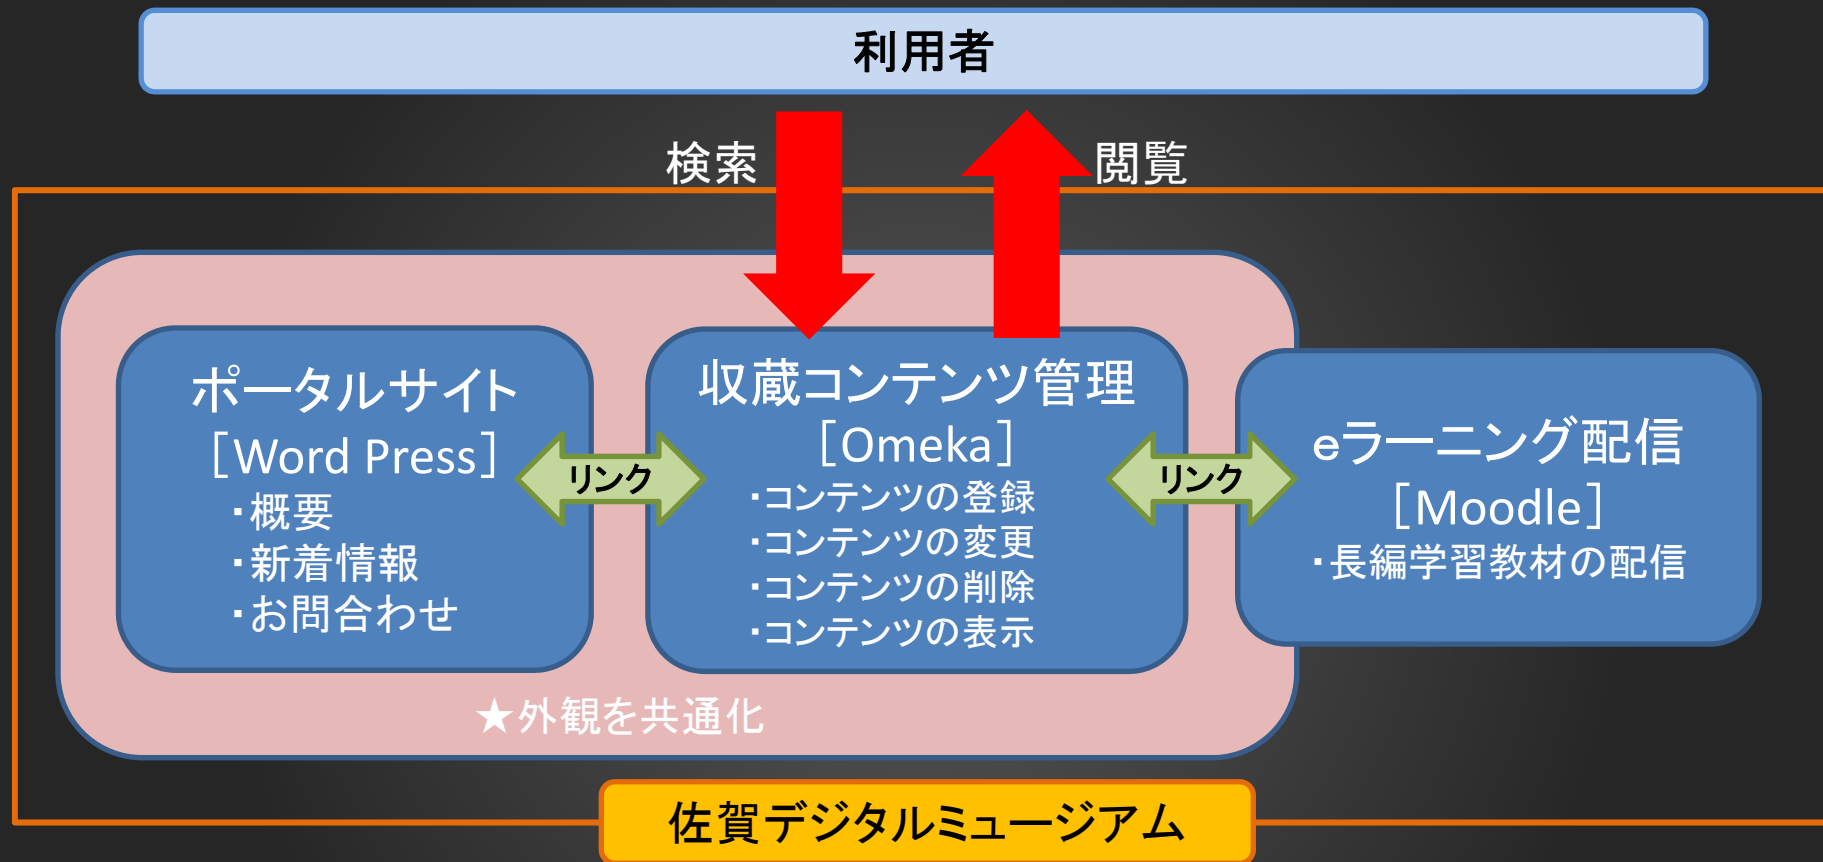 利用者
検索
閲覧
ポータルサイト
［Word Press］
・概要
・新着情報
・お問合わせ
リンク
収蔵コンテンツ管理
［Omeka］
・コンテンツの登録
・コンテンツの変更
・コンテンツの削除
・コンテンツの表示
リンク
eラーニング配信
［Moodle］
・長編学習教材の配信
★外観を共通化
佐賀デジタルミュージアム